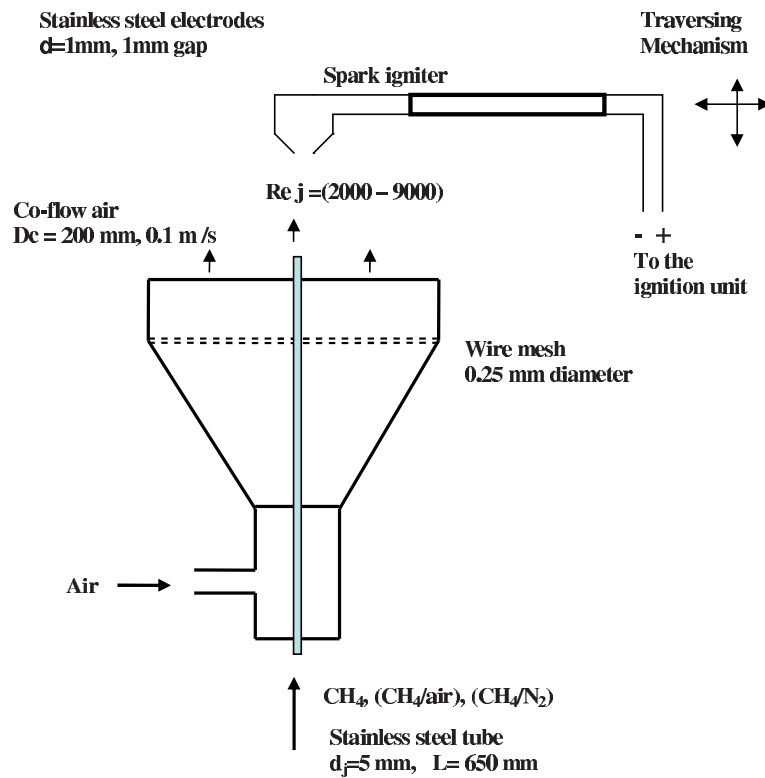 Stainless steel electrodes
d=1mm, 1mm gap
Traversing
Mechanism
Spark igniter
Re j =(2000 – 9000)
Co-flow air
Dc = 200 mm, 0.1 m /s
- +
To the
ignition unit
Wire mesh
0.25 mm diameter
Air
CH₄, (CH₄/air), (CH₄/N₂)
Stainless steel tube
dⱼ=5 mm, L= 650 mm